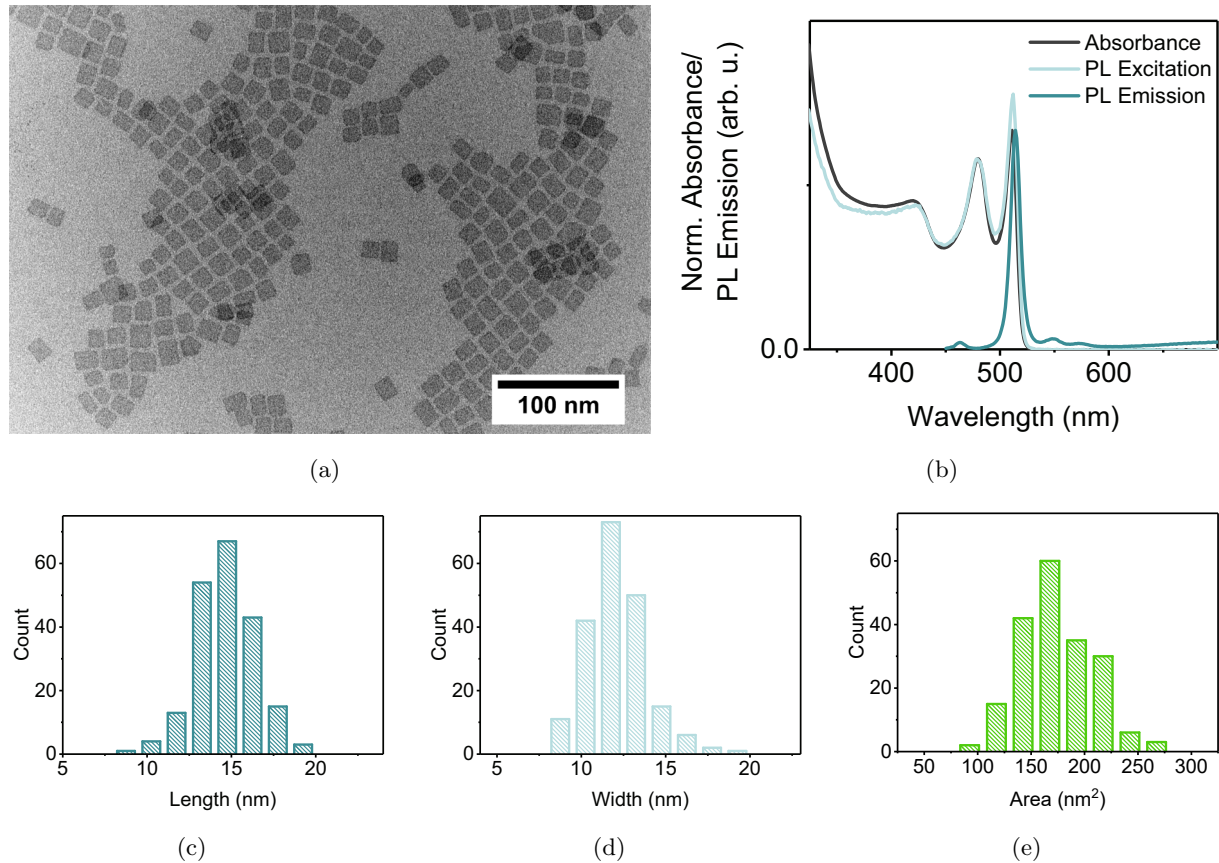 100 nm
(a)
Norm. Absorbance/
PL Emission (arb. u.)
Absorbance
PL Excitation
PL Emission
0.0
400 500 600
Wavelength (nm)
(b)
Count
60
40
20
0
5 10 15 20
Length (nm)
(c)
Count
60
40
20
0
5 10 15 20
Width (nm)
(d)
Count
60
40
20
0
50 100 150 200 250 300
Area (nm²)
(e)